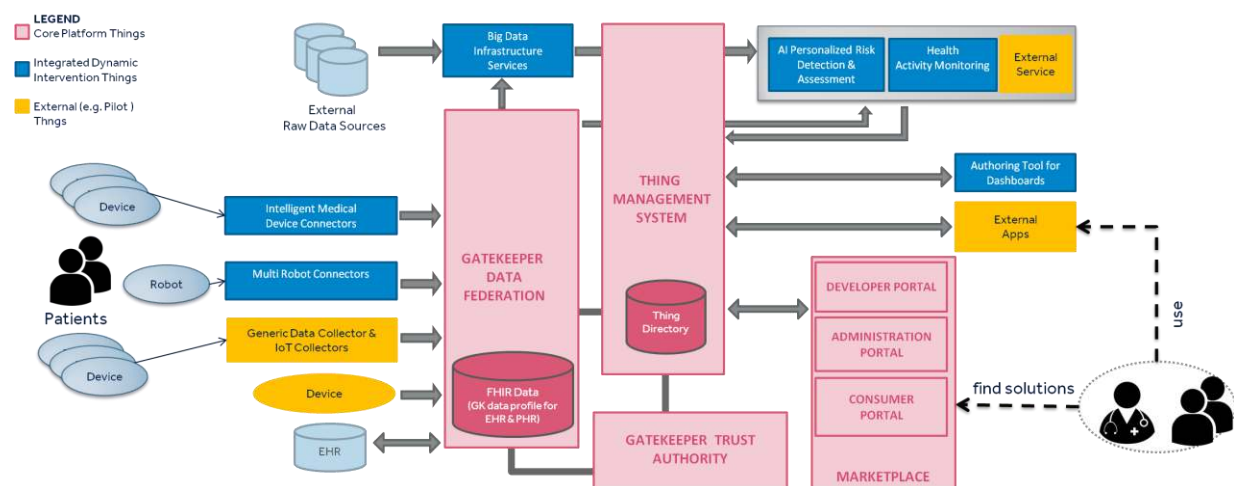 LEGEND
Core Platform Things
Integrated Dynamic
Intervention Things
External (e.g. Pilot )
Thngs
External
Raw Data Sources
Big Data
Infrastructure
Services
AI Personalized Risk
Detection &
Assessment
Health
Activity Monitoring
External
Service
Device
Intelligent Medical
Device Connectors
Robot
Multi Robot Connectors
Patients
Generic Data Collector &
IoT Collectors
Device
Device
EHR
GATEKEEPER
DATA
FEDERATION
FHIR Data
(GK data profile for
EHR & PHR)
THING
MANAGEMENT
SYSTEM
Thing
Directory
GATEKEEPER TRUST
AUTHORITY
Authoring Tool for
Dashboards
External
Apps
DEVELOPER PORTAL
ADMINISTRATION
PORTAL
CONSUMER
PORTAL
MARKETPLACE
use
find solutions